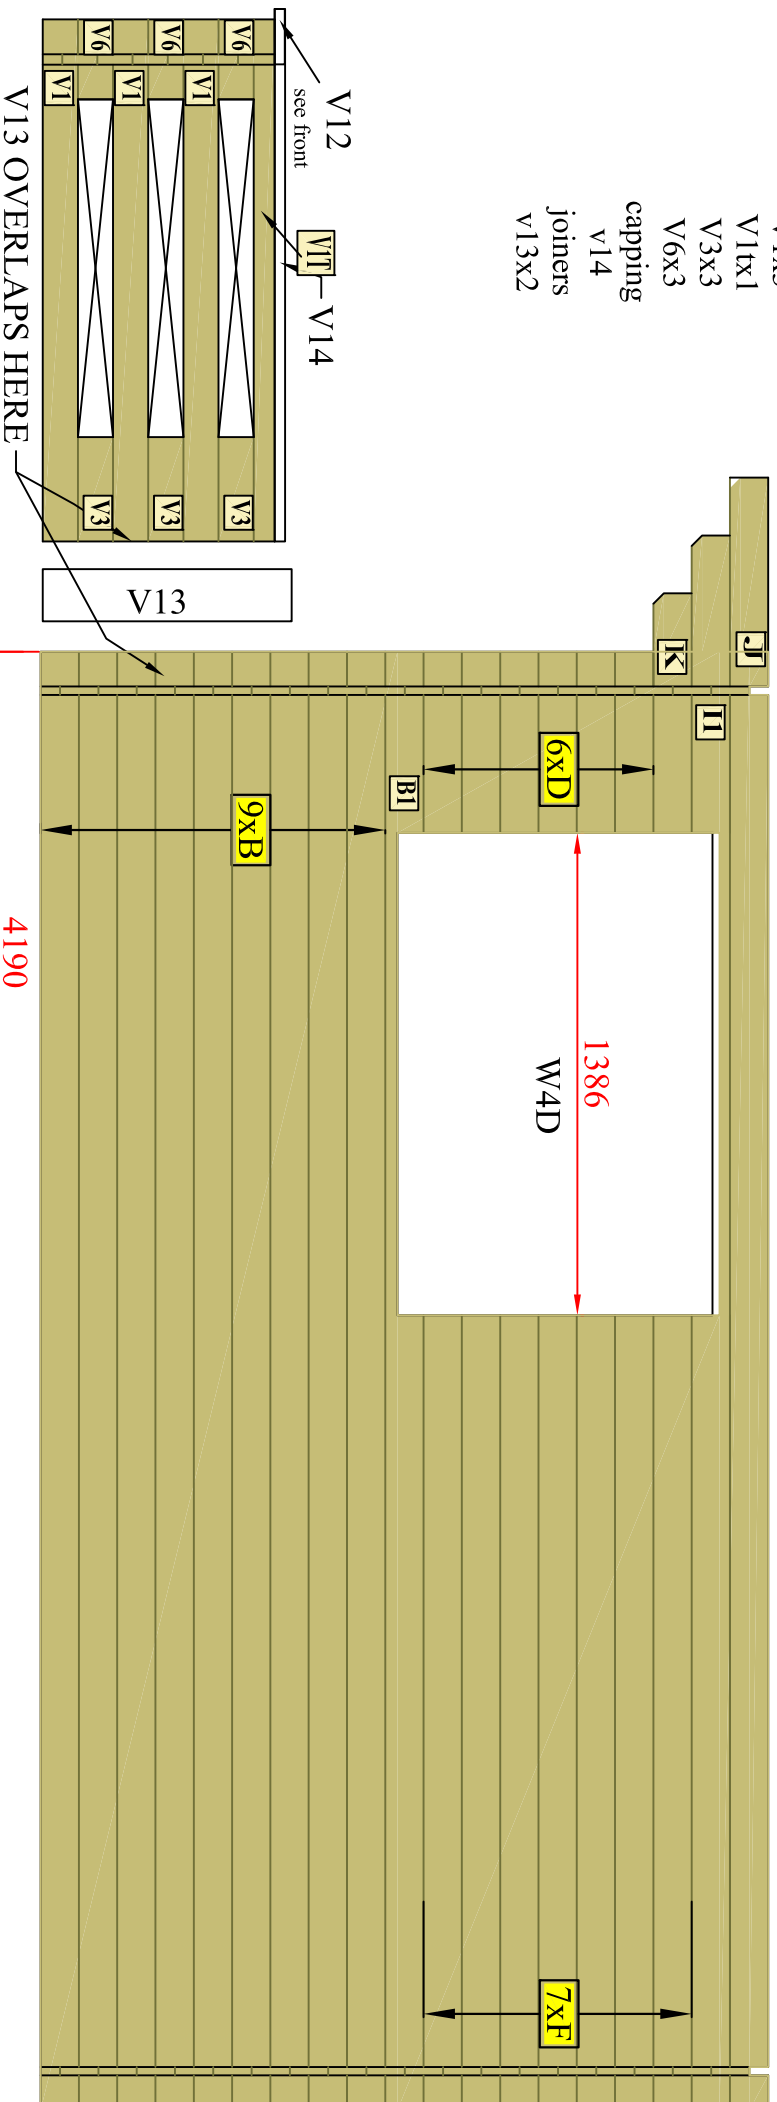 V1tx1
V3x3
V6x3
capping
v14
joiners
v13x2
V12
see front
V1T
V14
V6
V6
V6
V1
V1
V1
V3
V3
V3
V13 OVERLAPS HERE
V13
JJ
K
I1
B1
6xD
9xB
1386
W4D
7xF
4190